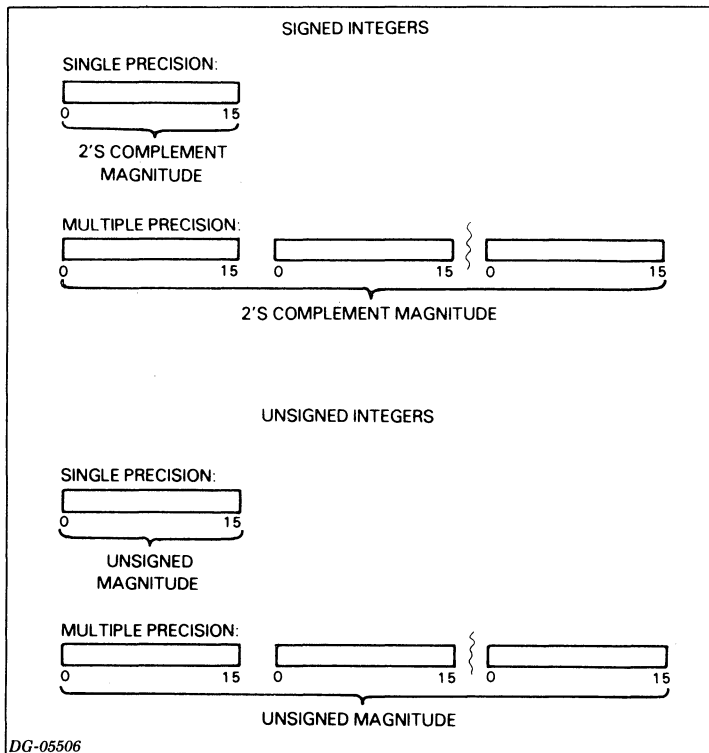 SIGNED INTEGERS
SINGLE PRECISION:
0 15
2'S COMPLEMENT
MAGNITUDE
MULTIPLE PRECISION:
0 15 0 15 0 15
2'S COMPLEMENT MAGNITUDE
UNSIGNED INTEGERS
SINGLE PRECISION:
0 15
UNSIGNED
MAGNITUDE
MULTIPLE PRECISION:
0 15 0 15 0 15
UNSIGNED MAGNITUDE
DG-05506